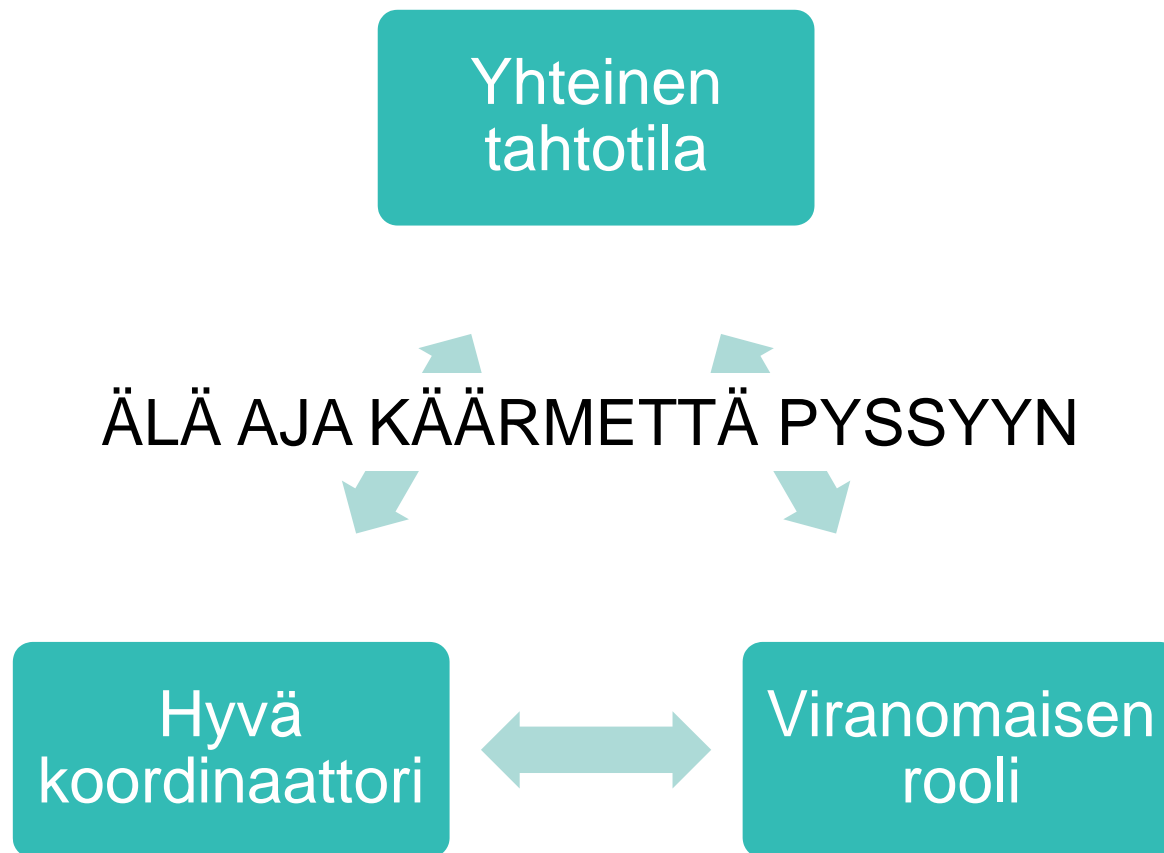 Yhteinen
tahtotila
ÄLÄ AJA KÄÄRMETTÄ PYSSYYN
Hyvä
koordinaattori
Viranomaisen
rooli